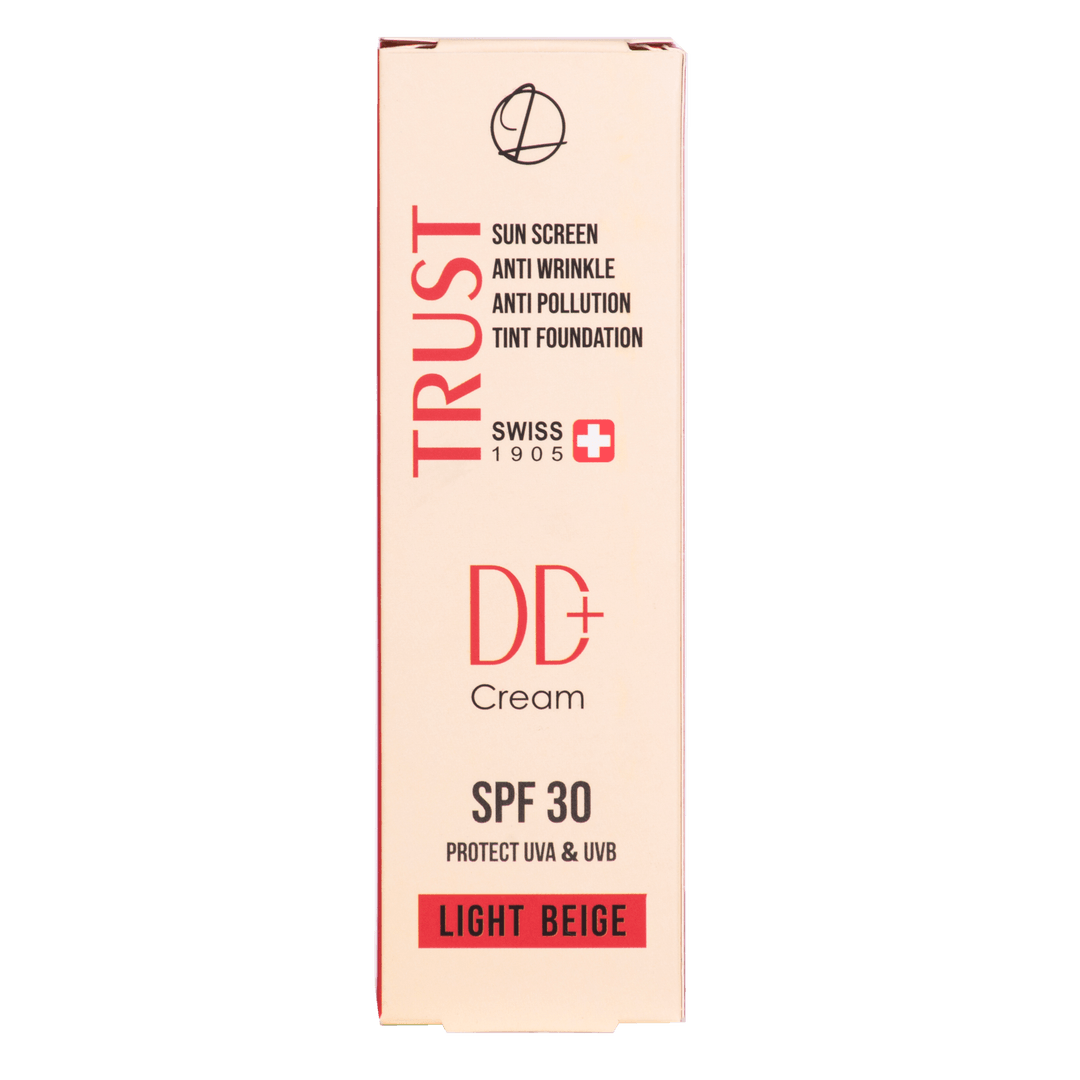 TRUST
SUN SCREEN
ANTI WRINKLE
ANTI POLLUTION
TINT FOUNDATION
SWISS
1905
DD+
Cream
SPF 30
PROTECT UVA & UVB
LIGHT BEIGE